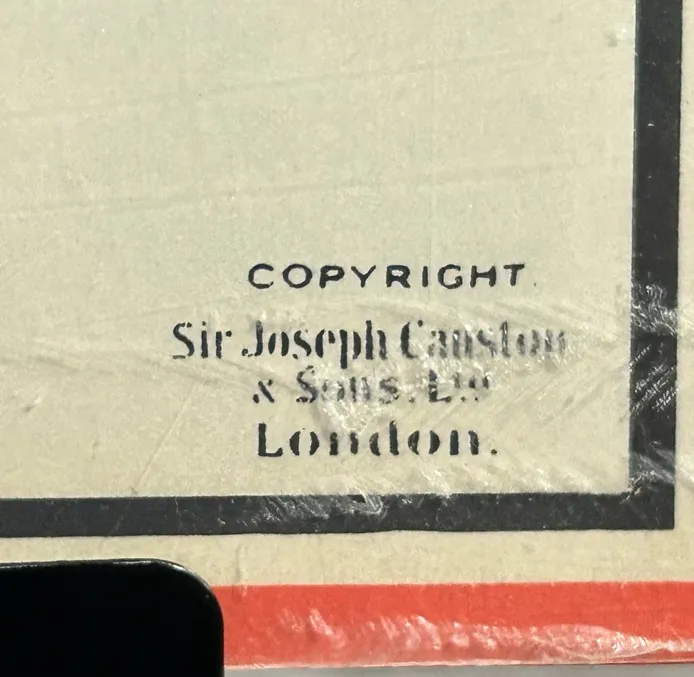 COPYRIGHT.
Sir Joseph Causton
& Sons. Ltd
London.